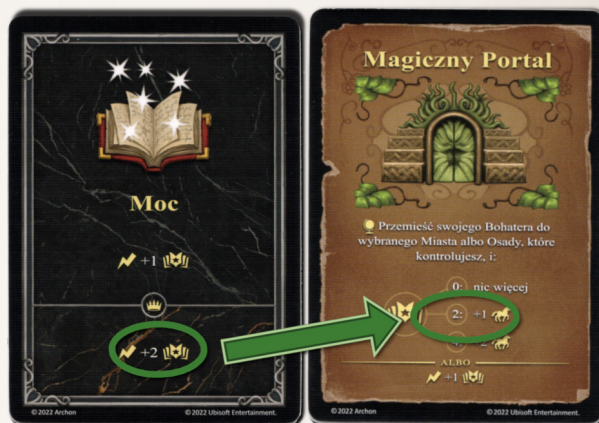 Moc
+1
+2
© 2022 Archon
© 2022 Ubisoft Entertainment.
Magiczny Portal
Przemieść swojego Bohatera do
wybranego Miasta albo Osady, które
kontrolujesz, i:
0: nic więcej
2: +1
ALBO
+1
© 2022 Archon
© 2022 Ubisoft Entertainment.